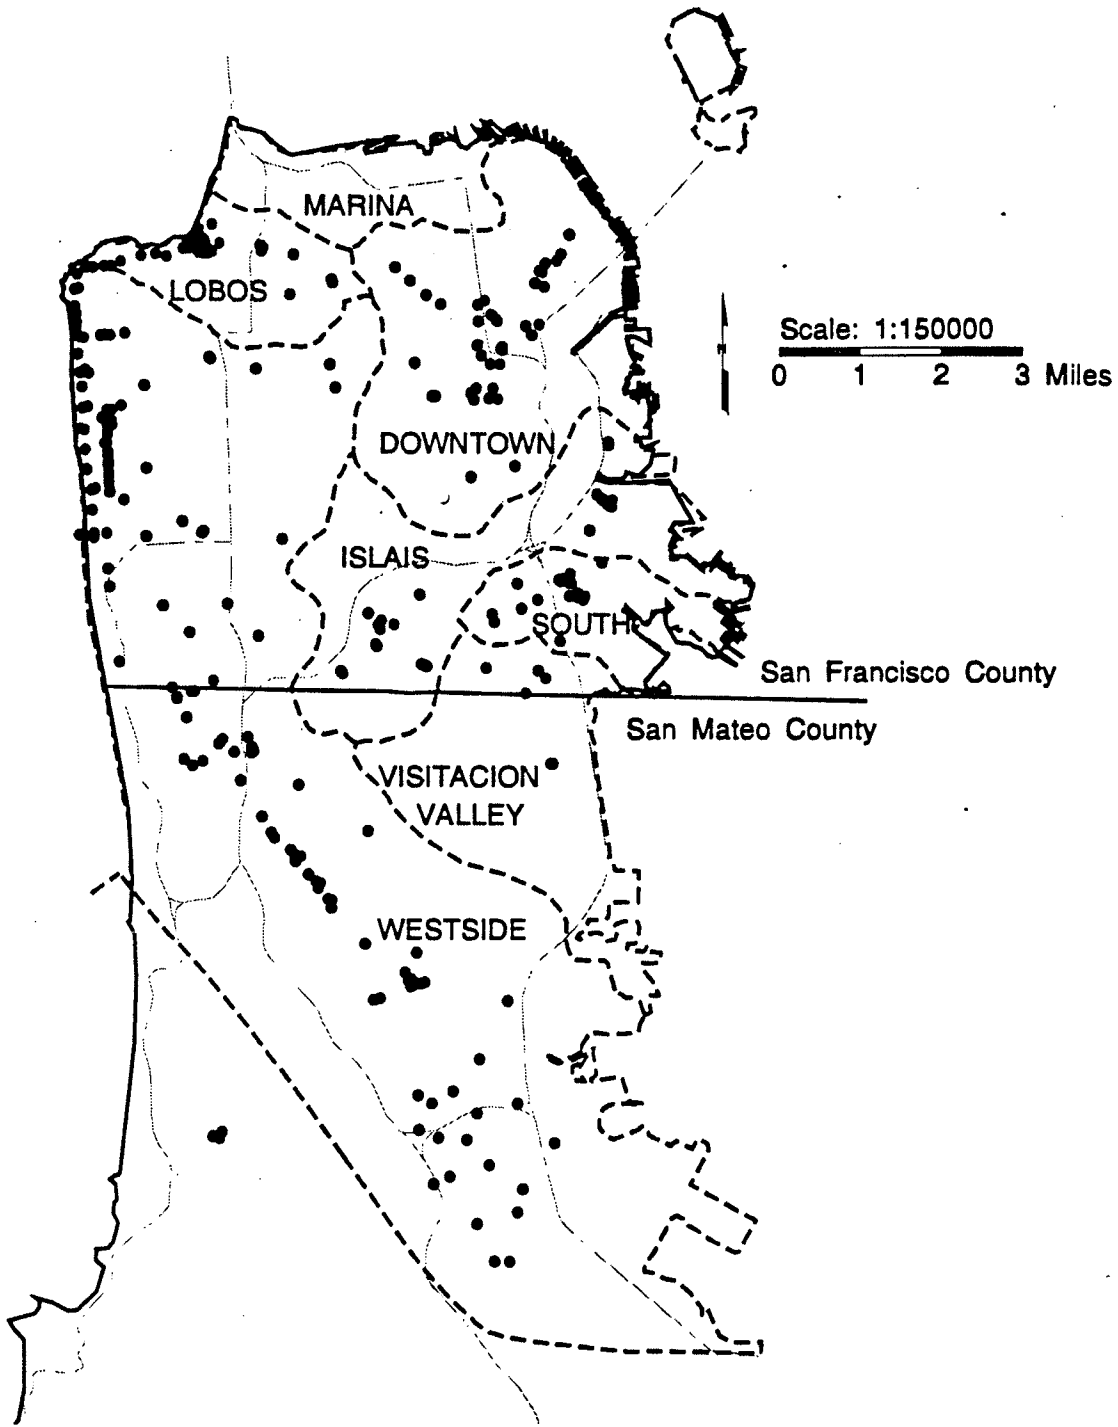 MARINA
LOBOS
Scale: 1:150000
0 1 2 3 Miles
N
DOWNTOWN
ISLAIS
SOUTH
San Francisco County
San Mateo County
VISITACION
VALLEY
WESTSIDE